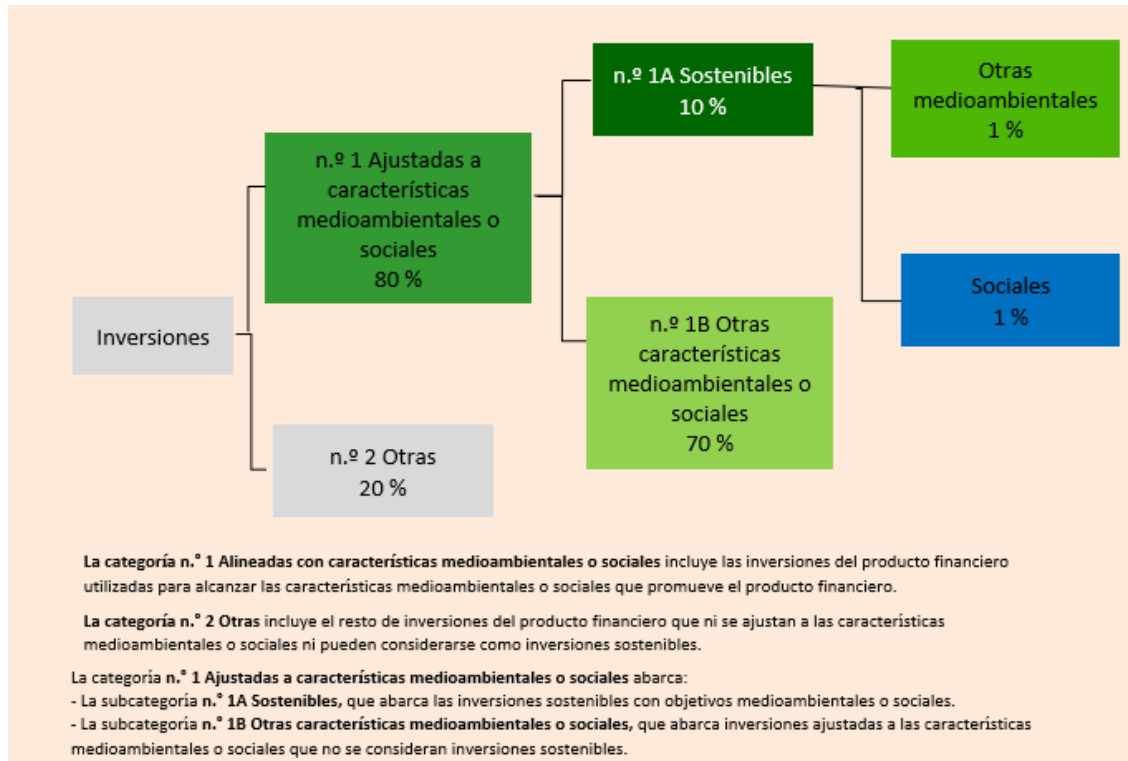 Inversiones
n.º 1 Ajustadas a
características
medioambientales o
sociales
80 %
n.º 2 Otras
20 %
n.º 1A Sostenibles
10 %
n.º 1B Otras
características
medioambientales o
sociales
70 %
Otras
medioambientales
1 %
Sociales
1 %
La categoría n.° 1 Alineadas con características medioambientales o sociales incluye las inversiones del producto financiero
utilizadas para alcanzar las características medioambientales o sociales que promueve el producto financiero.
La categoría n.° 2 Otras incluye el resto de inversiones del producto financiero que ni se ajustan a las características
medioambientales o sociales ni pueden considerarse como inversiones sostenibles.
La categoría n.° 1 Ajustadas a características medioambientales o sociales abarca:
- La subcategoría n.° 1A Sostenibles, que abarca las inversiones sostenibles con objetivos medioambientales o sociales.
- La subcategoría n.° 1B Otras características medioambientales o sociales, que abarca inversiones ajustadas a las características
medioambientales o sociales que no se consideran inversiones sostenibles.